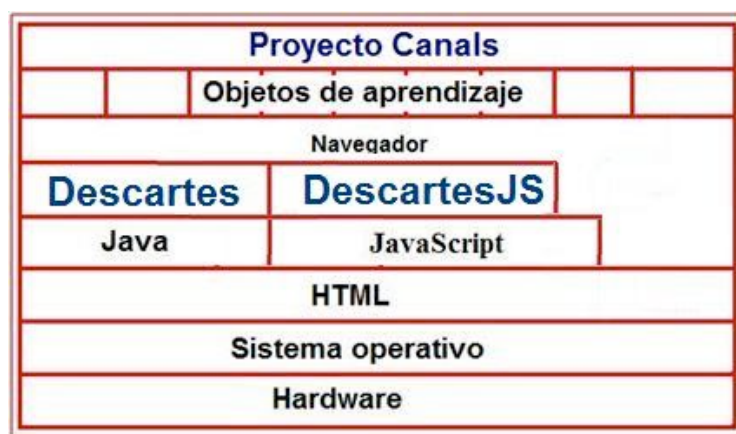 Proyecto Canals
Objetos de aprendizaje
Navegador
Descartes DescartesJS
Java JavaScript
HTML
Sistema operativo
Hardware